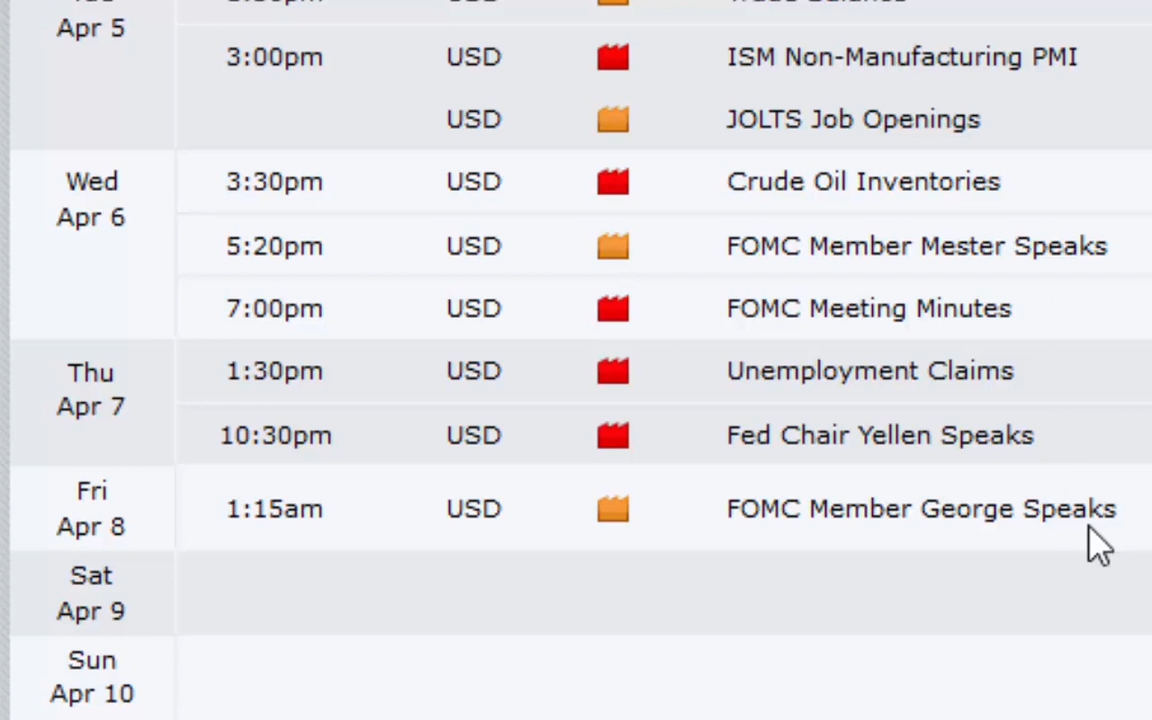 Apr 5
3:00pm USD ISM Non-Manufacturing PMI
USD JOLTS Job Openings
Wed
Apr 6
3:30pm USD Crude Oil Inventories
5:20pm USD FOMC Member Mester Speaks
7:00pm USD FOMC Meeting Minutes
Thu
Apr 7
1:30pm USD Unemployment Claims
10:30pm USD Fed Chair Yellen Speaks
Fri
Apr 8
1:15am USD FOMC Member George Speaks
Sat
Apr 9
Sun
Apr 10